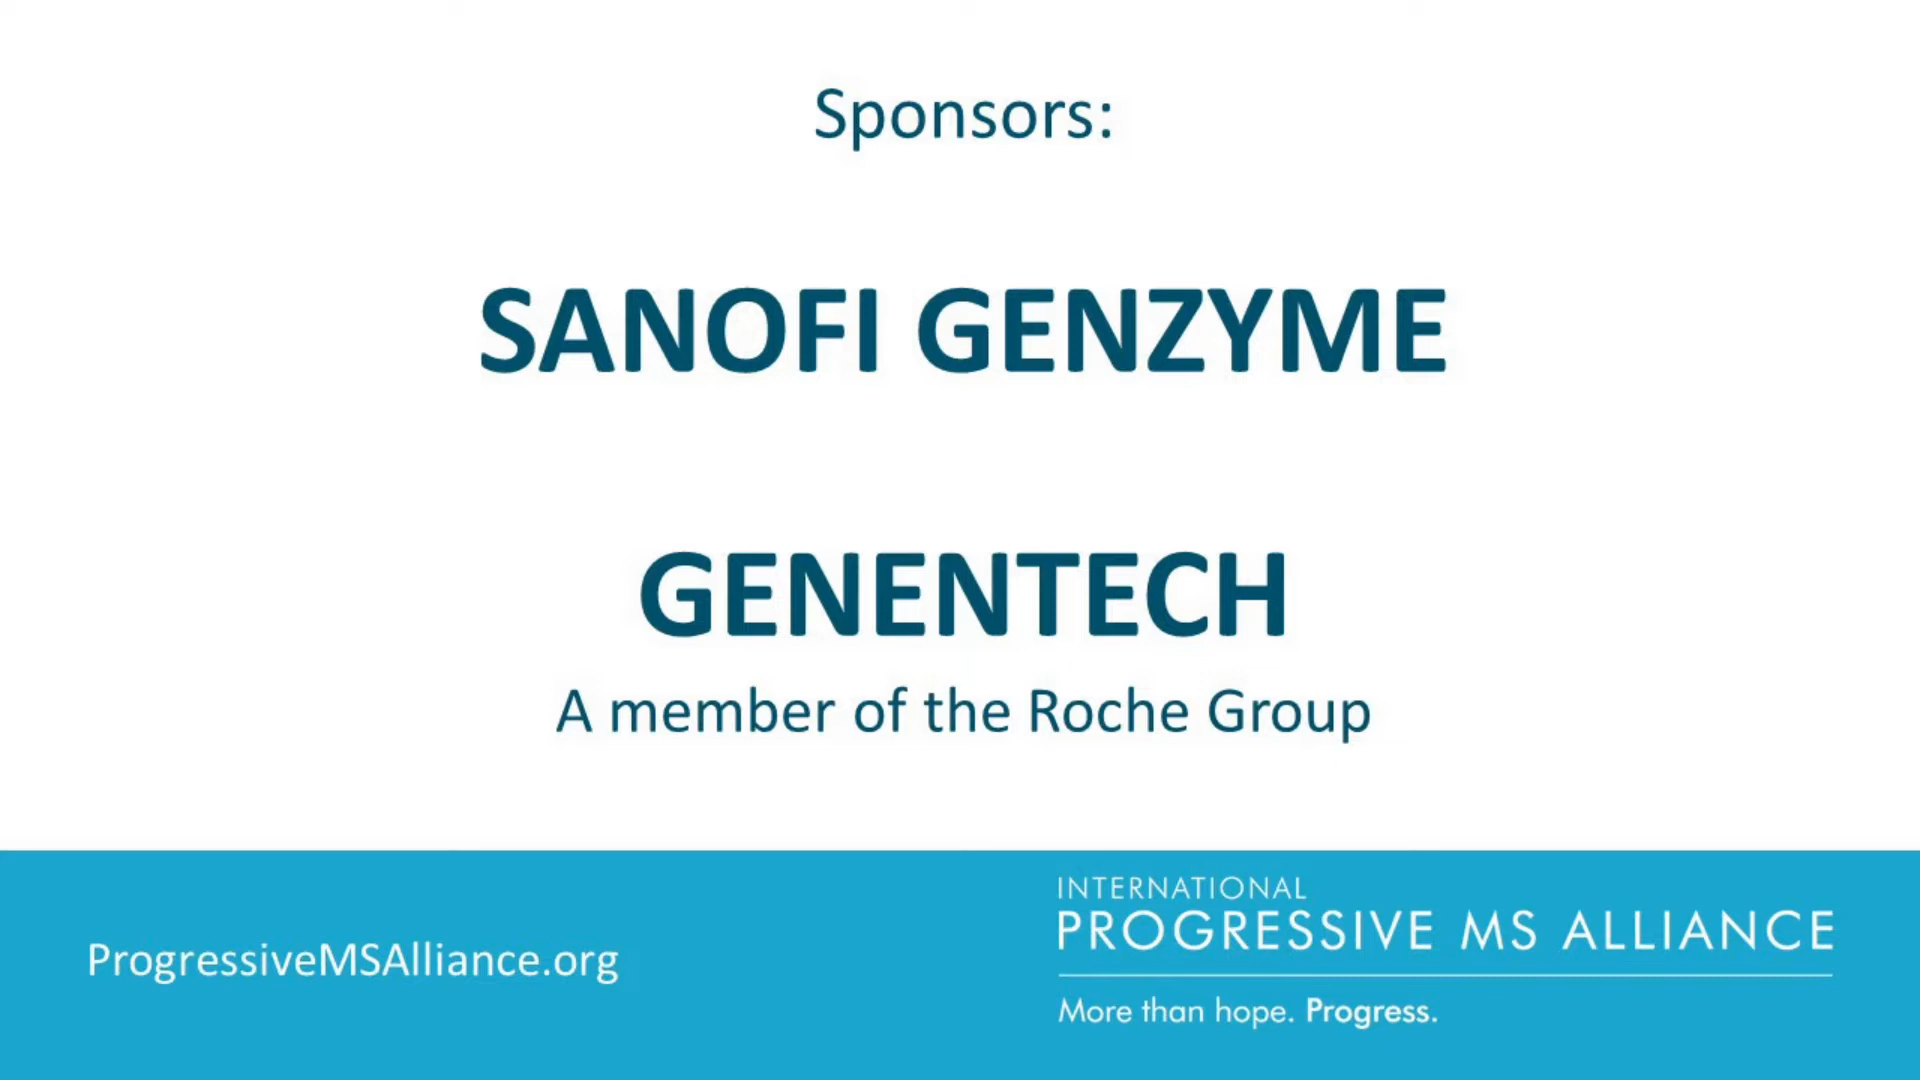 Sponsors:
SANOFI GENZYME
GENENTECH
A member of the Roche Group
ProgressiveMSAlliance.org
INTERNATIONAL
PROGRESSIVE MS ALLIANCE
More than hope. Progress.